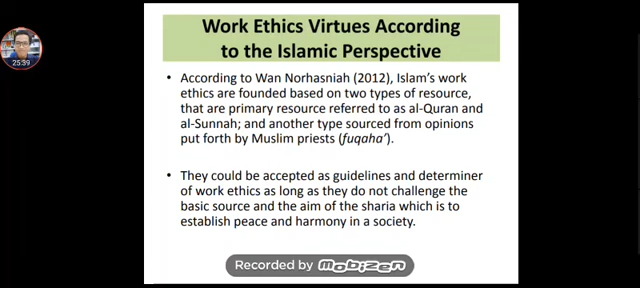 Work Ethics Virtues According
to the Islamic Perspective
25:39
• According to Wan Norhasniah (2012), Islam's work
ethics are founded based on two types of resource,
that are primary resource referred to as al-Quran and
al-Sunnah; and another type sourced from opinions
put forth by Muslim priests (fuqaha').
• They could be accepted as guidelines and determiner
of work ethics as long as they do not challenge the
basic source and the aim of the sharia which is to
establish peace and harmony in a society.
Recorded by mobizen